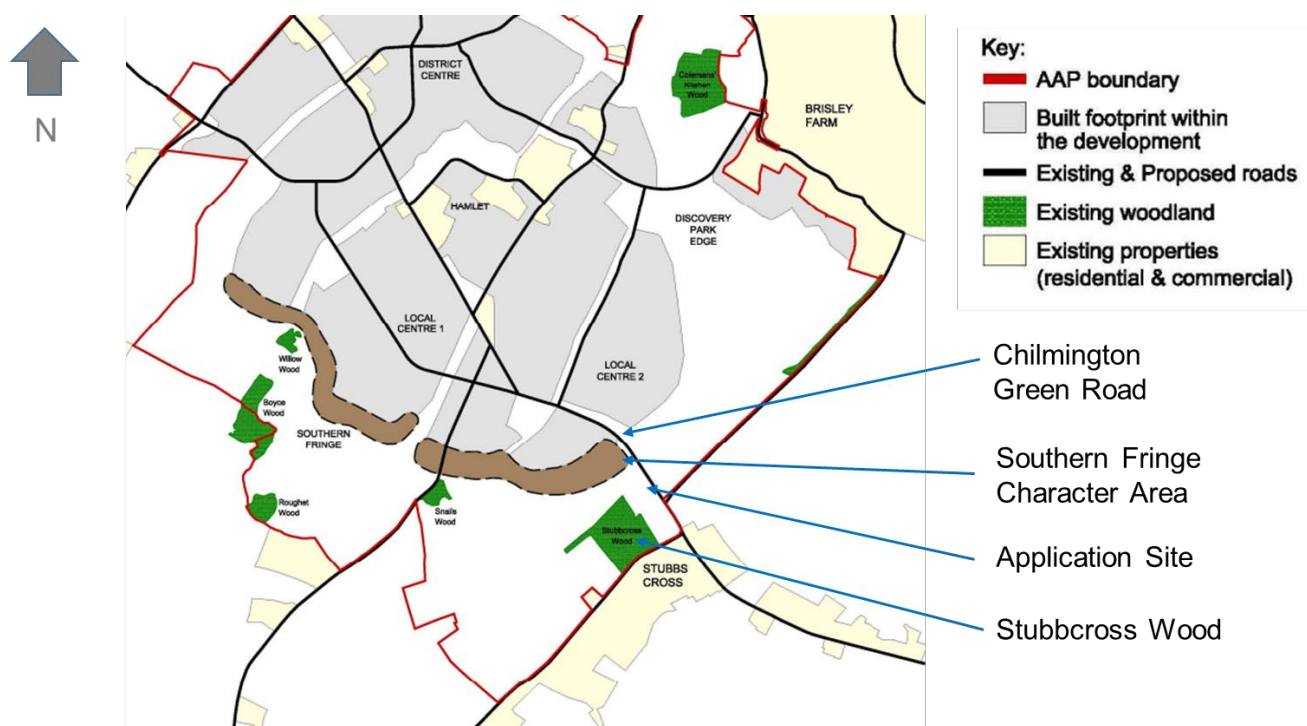 N
DISTRICT
CENTRE
Colemans'
Kitchen
Wood
BRISLEY
FARM
HAMLET
DISCOVERY
PARK
EDGE
LOCAL
CENTRE 1
LOCAL
CENTRE 2
Willow
Wood
Boyce
Wood
SOUTHERN
FRINGE
Roughet
Wood
Snails
Wood
Stubbcross
Wood
STUBBS
CROSS
Key:
AAP boundary
Built footprint within
the development
Existing & Proposed roads
Existing woodland
Existing properties
(residential & commercial)
Chilmington
Green Road
Southern Fringe
Character Area
Application Site
Stubbcross Wood